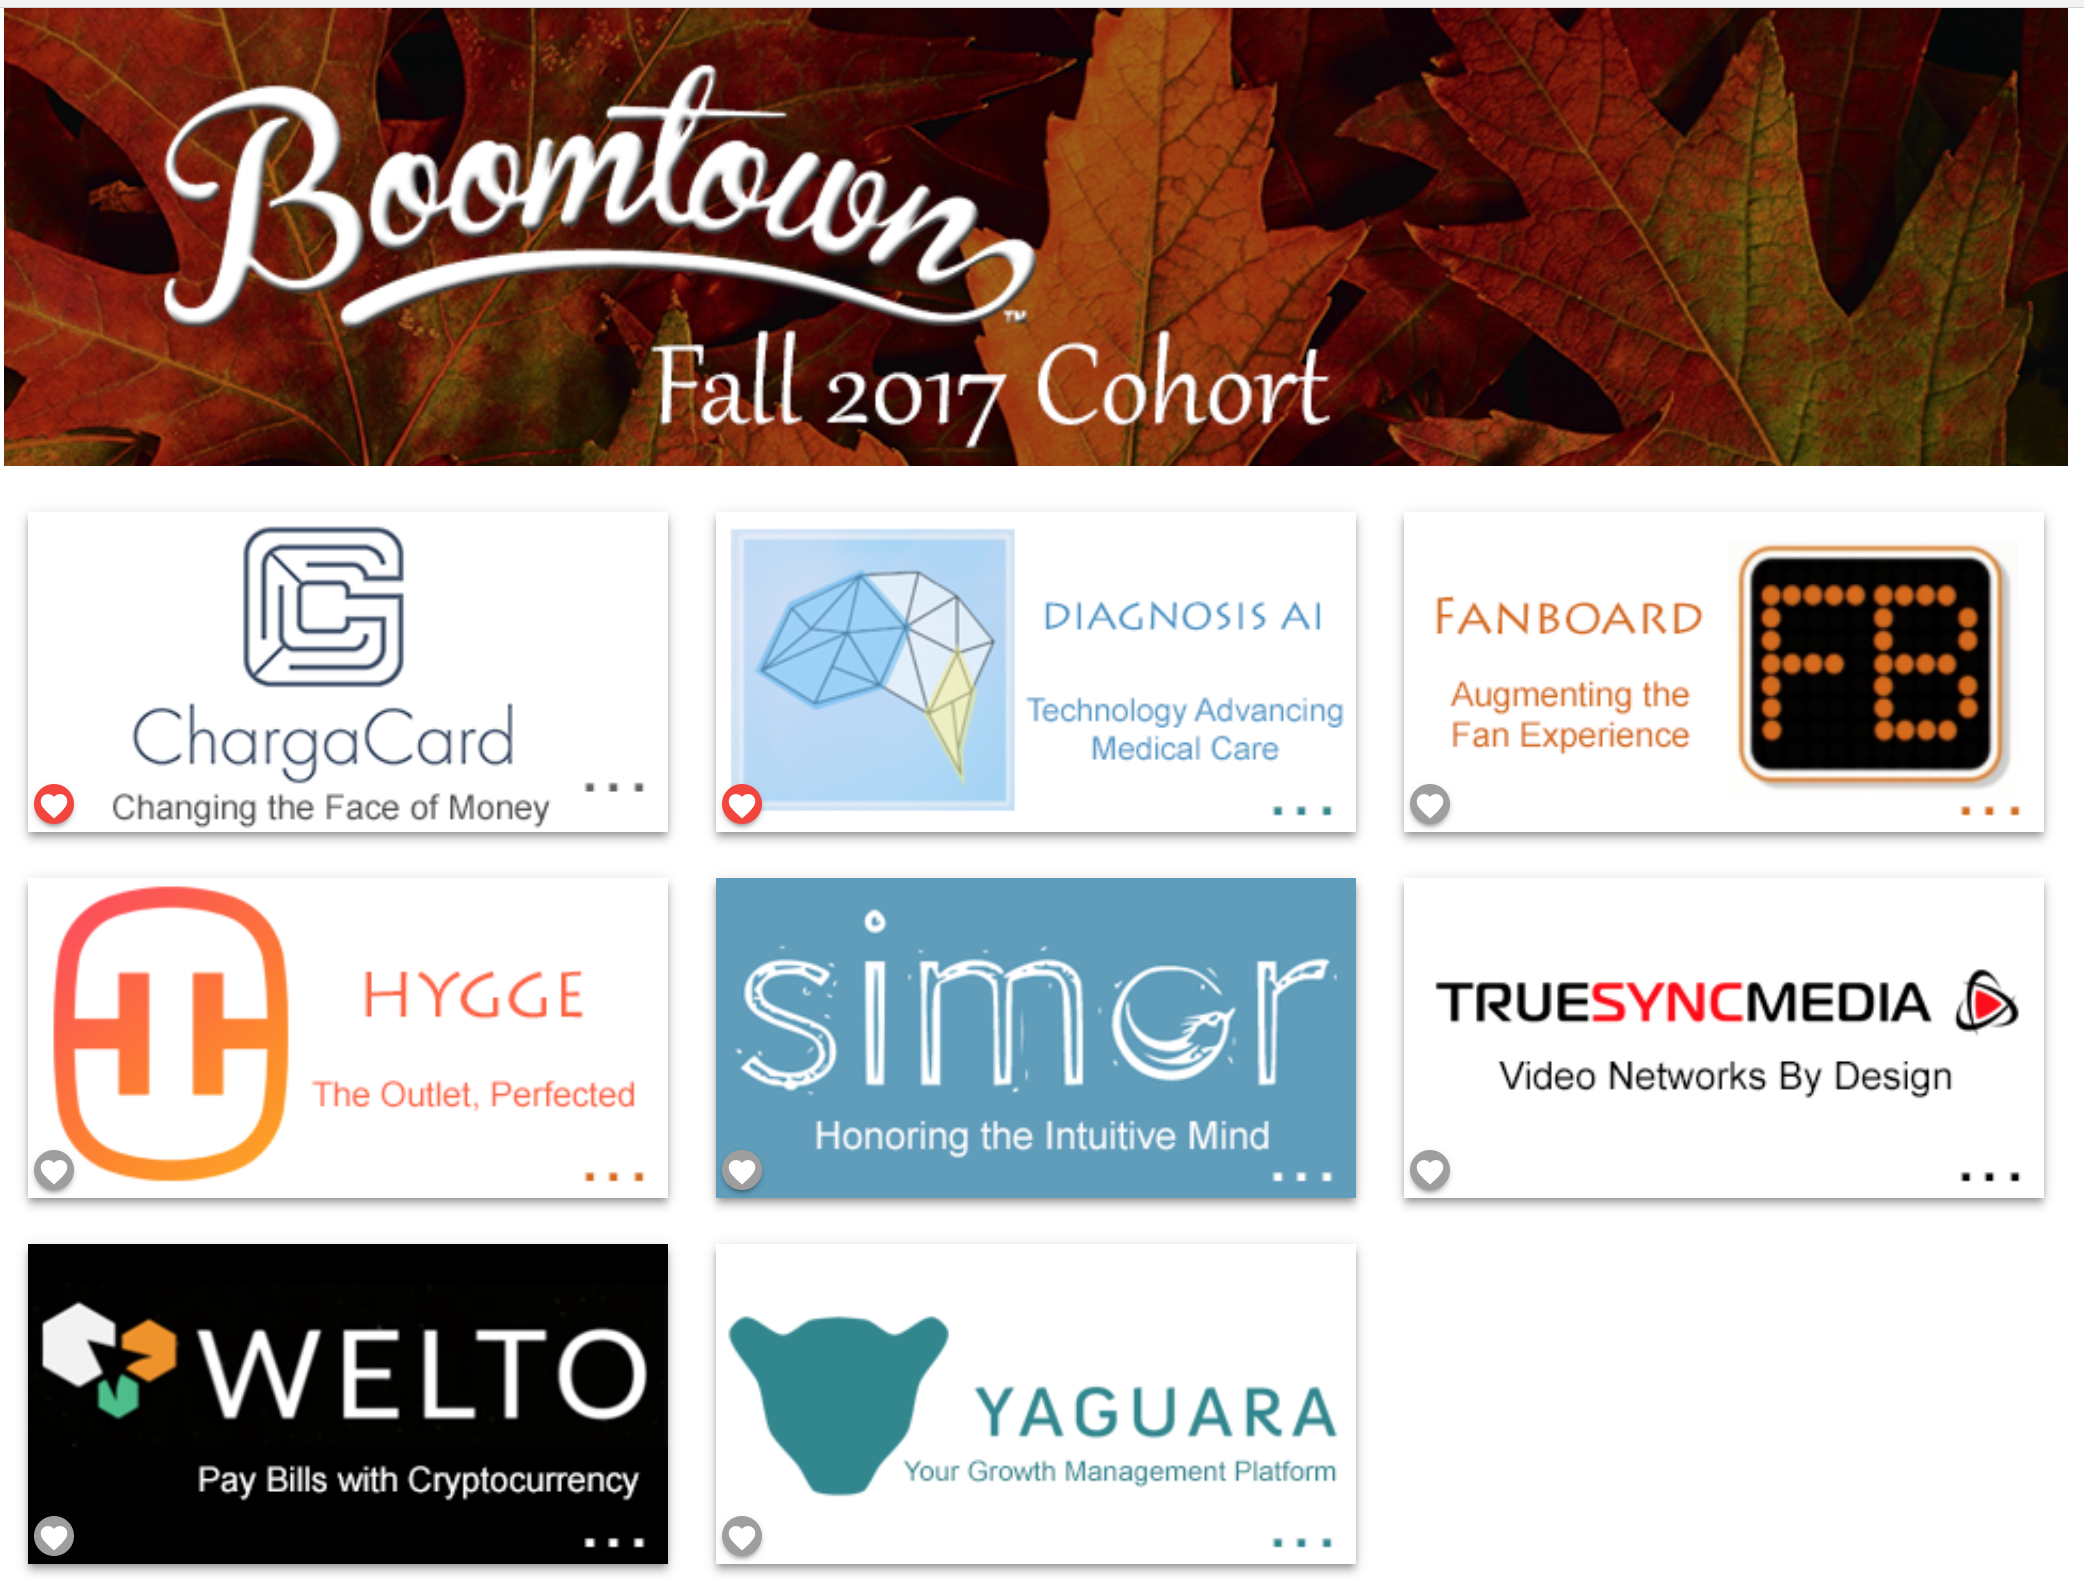 Boomtown™
Fall 2017 Cohort
ChargaCard
Changing the Face of Money
...
DIAGNOSIS AI
Technology Advancing
Medical Care
...
FANBOARD
Augmenting the
Fan Experience
FB
...
HYGGE
The Outlet, Perfected
...
simor
Honoring the Intuitive Mind
...
TRUESYNCMEDIA
Video Networks By Design
...
WELTO
Pay Bills with Cryptocurrency
...
YAGUARA
Your Growth Management Platform
...